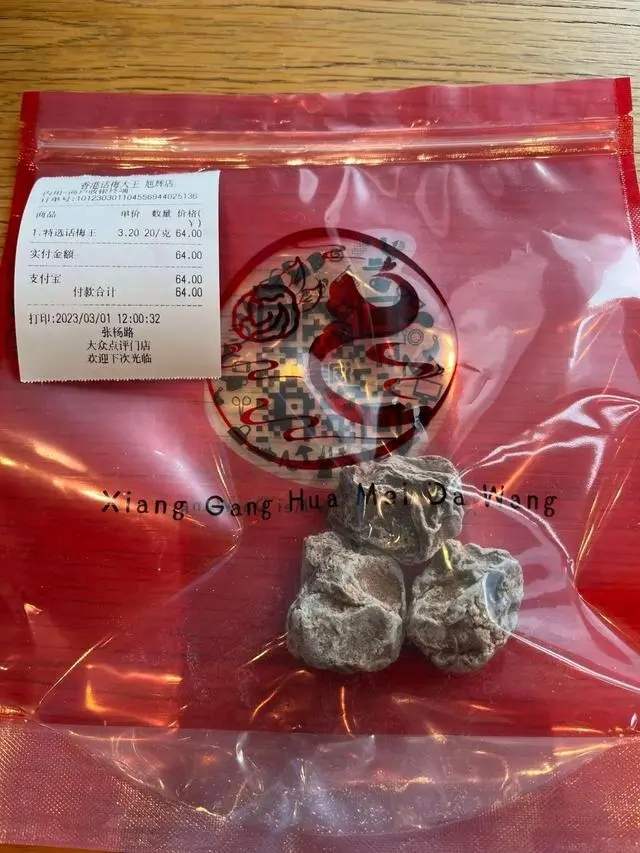 香港话梅大王 旭辉店
订单号:1012303011045569440251​36
商品 单价 数量 价格(¥)
1.特选话梅王 3.20 20/克 64.00
实付金额 64.00
支付宝 64.00
付款合计 64.00
打印:2023/03/01 12:00:32
张杨路
大众点评门店
欢迎下次光临
Xiang Gang Hua Mei Da Wang